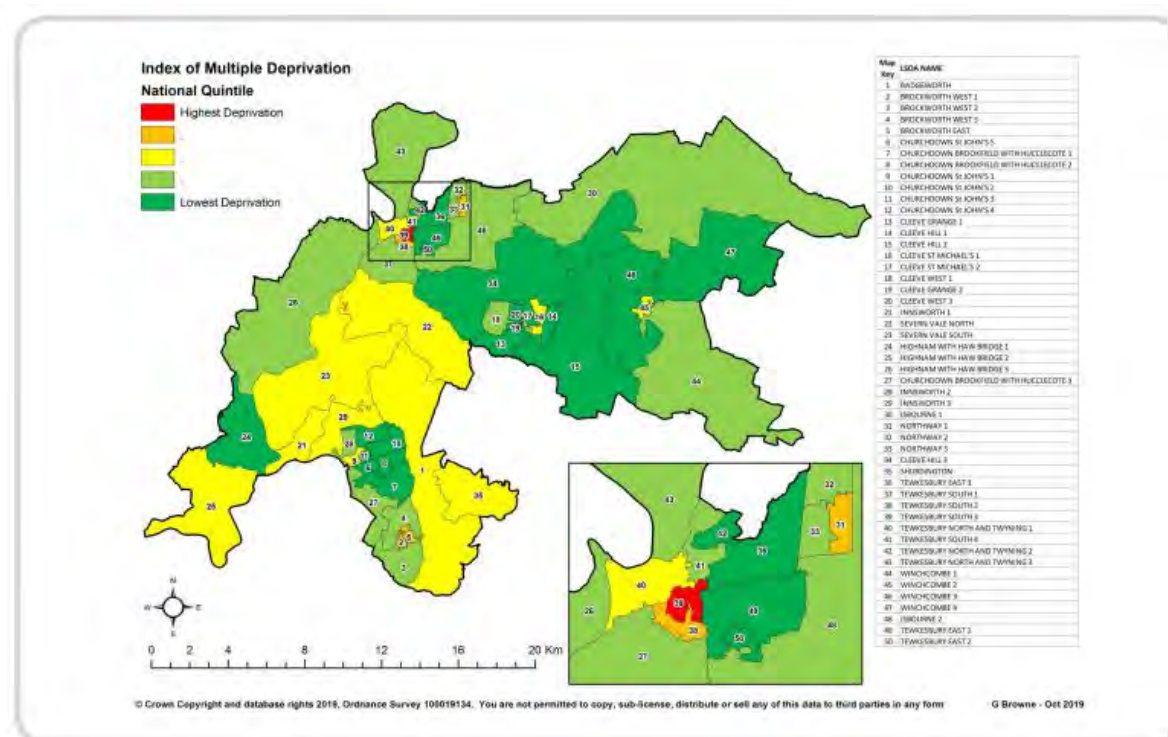 Index of Multiple Deprivation
National Quintile
Highest Deprivation
Lowest Deprivation
Map Key LSOA NAME
1 BADGEWORTH
2 BROCKWORTH WEST 1
3 BROCKWORTH WEST 2
4 BROCKWORTH WEST 3
5 BROCKWORTH EAST
6 CHURCHDOWN St JOHN'S 5
7 CHURCHDOWN BROOKFIELD WITH HUCCLECOTE 1
8 CHURCHDOWN BROOKFIELD WITH HUCCLECOTE 2
9 CHURCHDOWN St JOHN'S 1
10 CHURCHDOWN St JOHN'S 2
11 CHURCHDOWN St JOHN'S 3
12 CHURCHDOWN St JOHN'S 4
13 CLEEVE GRANGE 1
14 CLEEVE HILL 1
15 CLEEVE HILL 2
16 CLEEVE ST MICHAEL'S 1
17 CLEEVE ST MICHAEL'S 2
18 CLEEVE WEST 1
19 CLEEVE GRANGE 2
20 CLEEVE WEST 3
21 INNSWORTH 1
22 SEVERN VALE NORTH
23 SEVERN VALE SOUTH
24 HIGHNAM WITH HAW BRIDGE 1
25 HIGHNAM WITH HAW BRIDGE 2
26 HIGHNAM WITH HAW BRIDGE 3
27 CHURCHDOWN BROOKFIELD WITH HUCCLECOTE 3
28 INNSWORTH 2
29 INNSWORTH 3
30 ISBOURNE 1
31 NORTHWAY 1
32 NORTHWAY 2
33 NORTHWAY 3
34 CLEEVE HILL 3
35 SHURDINGTON
36 TEWKESBURY EAST 3
37 TEWKESBURY SOUTH 1
38 TEWKESBURY SOUTH 2
39 TEWKESBURY SOUTH 3
40 TEWKESBURY NORTH AND TWYNING 1
41 TEWKESBURY SOUTH 4
42 TEWKESBURY NORTH AND TWYNING 2
43 TEWKESBURY NORTH AND TWYNING 3
44 WINCHCOMBE 1
45 WINCHCOMBE 2
46 WINCHCOMBE 3
47 WINCHCOMBE 4
48 ISBOURNE 2
49 TEWKESBURY EAST 1
50 TEWKESBURY EAST 2
N
W E
S
0 4 8 12 16 20 Km
© Crown Copyright and database rights 2019, Ordnance Survey 100019134. You are not permitted to copy, sub-license, distribute or sell any of this data to third parties in any form
G Browne - Oct 2019